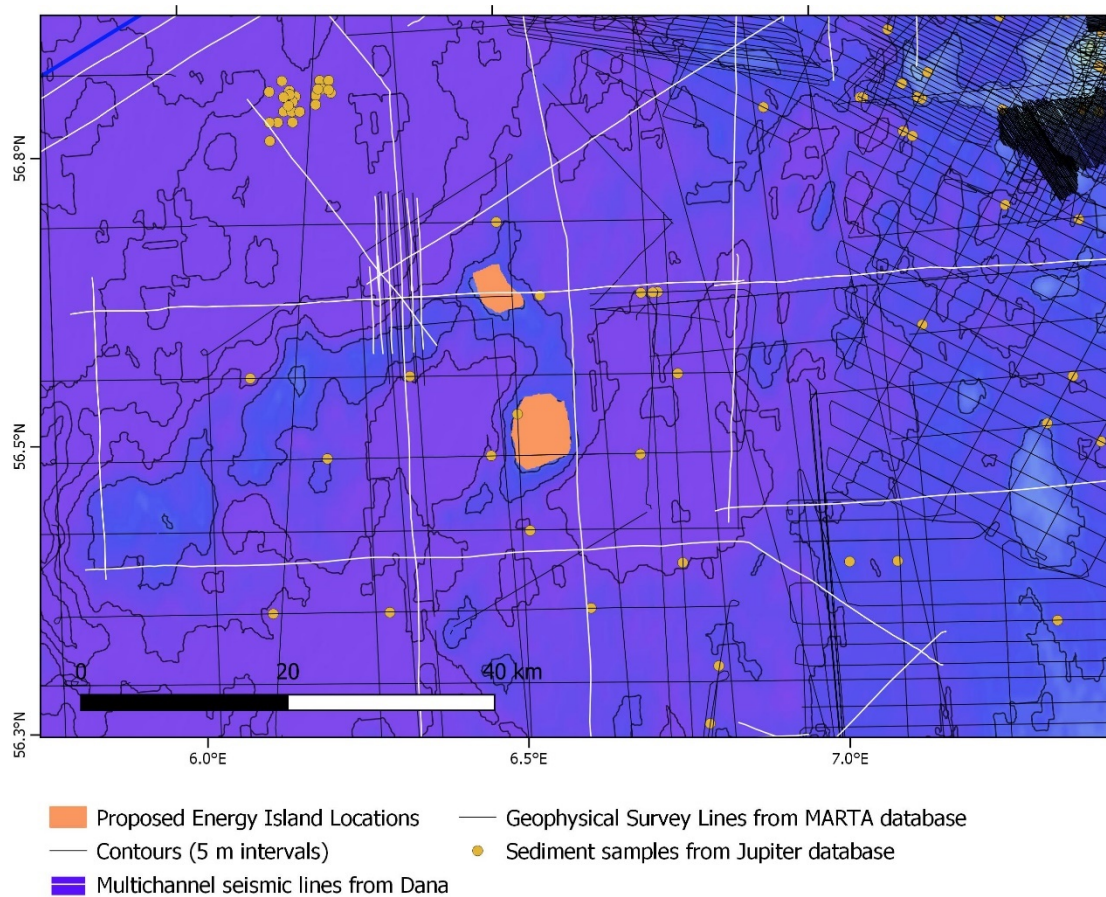 56.8°N
56.5°N
56.3°N
0 20 40 km
6.0°E 6.5°E 7.0°E
Proposed Energy Island Locations
Geophysical Survey Lines from MARTA database
Contours (5 m intervals)
Sediment samples from Jupiter database
Multichannel seismic lines from Dana